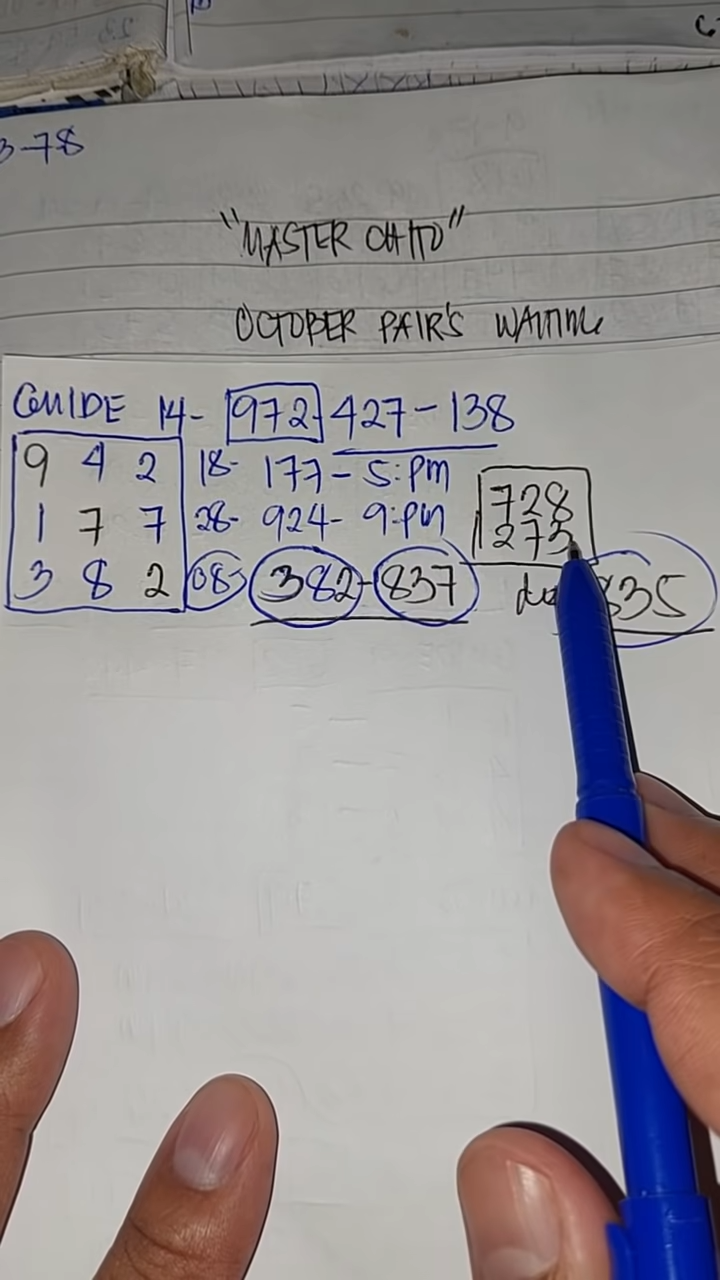 3-78
"MASTER CHITO"
OCTOBER PAIR'S WAITING
GUIDE 14- 972-427-138
9 4 2 18- 177- 5:pm
1 7 7 28- 924- 9:pm
3 8 2 08- 382-837
728
273
835